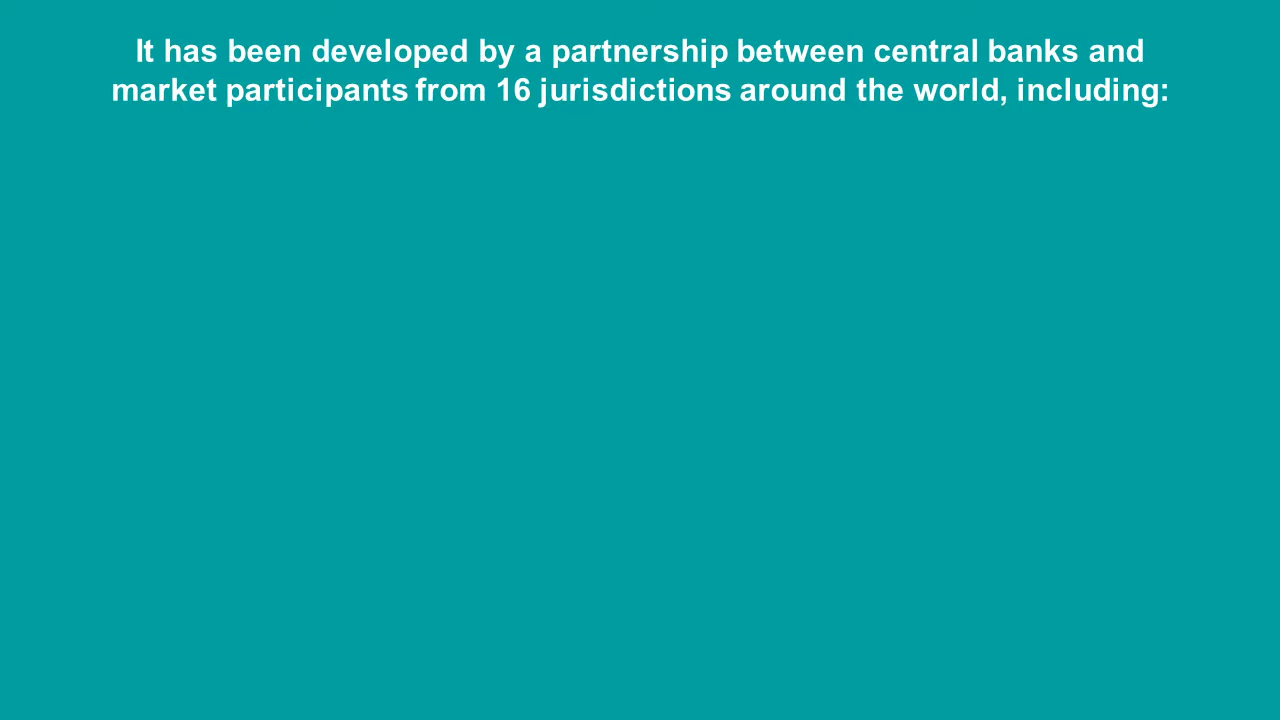 It has been developed by a partnership between central banks and
market participants from 16 jurisdictions around the world, including: